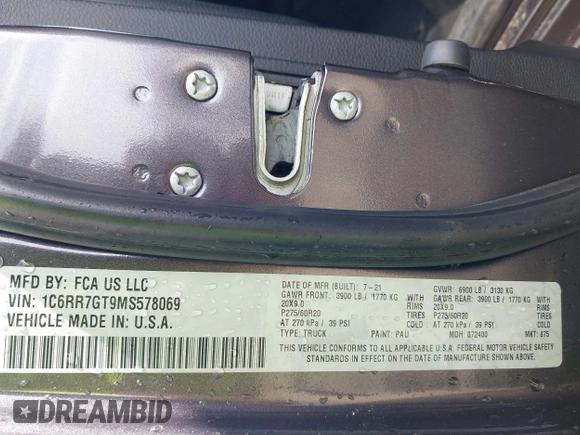 MFD BY: FCA US LLC
VIN: 1C6RR7GT9MS578069
VEHICLE MADE IN: U.S.A.
DATE OF MFR (BUILT): 7-21
GVWR: 6900 LB / 3130 KG
GAWR FRONT: 3900 LB / 1770 KG WITH
GAWR REAR: 3900 LB / 1770 KG WITH
20X9.0 RIMS
20X9.0 RIMS
P275/60R20 TIRES
P275/60R20 TIRES
AT 270 kPa / 39 PSI
AT 270 kPa / 39 PSI
TYPE: TRUCK PAINT: PAU MDH: 072400 MKT: 875
THIS VEHICLE CONFORMS TO ALL APPLICABLE U.S.A. FEDERAL MOTOR VEHICLE SAFETY
STANDARDS IN EFFECT ON THE DATE OF MANUFACTURE SHOWN ABOVE.
DREAMBID